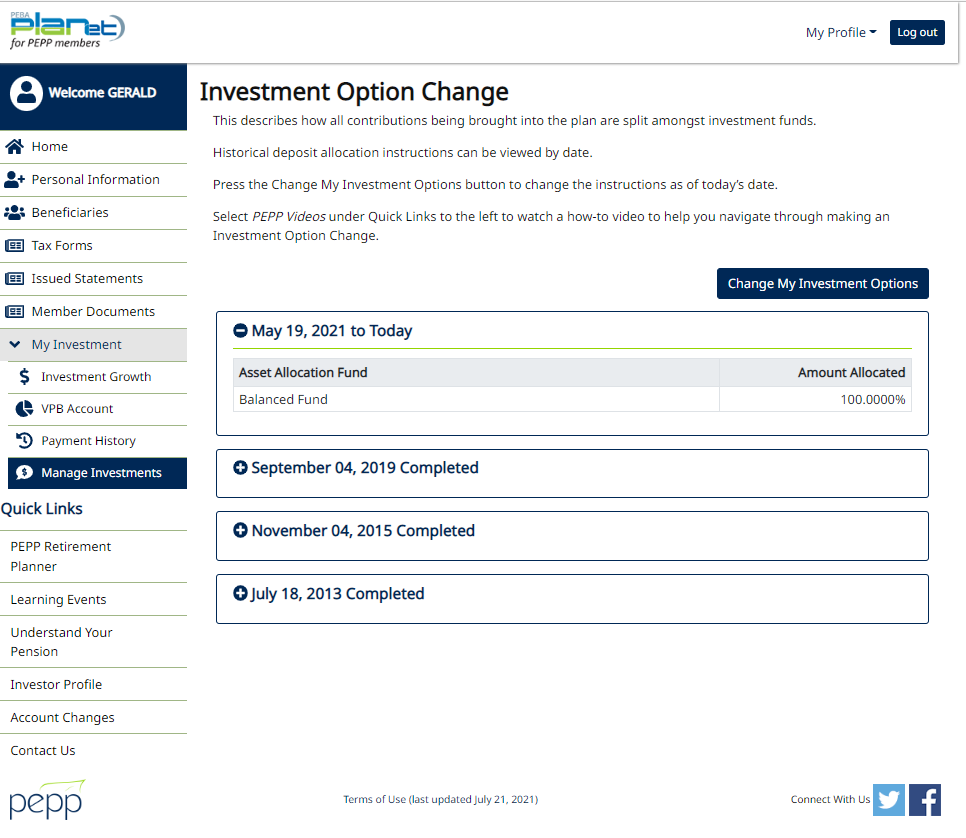 PEBA
planet
for PEPP members
My Profile
Log out
Welcome GERALD
Home
Personal Information
Beneficiaries
Tax Forms
Issued Statements
Member Documents
My Investment
Investment Growth
VPB Account
Payment History
Manage Investments
Quick Links
PEPP Retirement
Planner
Learning Events
Understand Your
Pension
Investor Profile
Account Changes
Contact Us
pepp
Investment Option Change
This describes how all contributions being brought into the plan are split amongst investment funds.
Historical deposit allocation instructions can be viewed by date.
Press the Change My Investment Options button to change the instructions as of today's date.
Select PEPP Videos under Quick Links to the left to watch a how-to video to help you navigate through making an
Investment Option Change.
Change My Investment Options
May 19, 2021 to Today
Asset Allocation Fund Amount Allocated
Balanced Fund 100.0000%
September 04, 2019 Completed
November 04, 2015 Completed
July 18, 2013 Completed
Terms of Use (last updated July 21, 2021)
Connect With Us